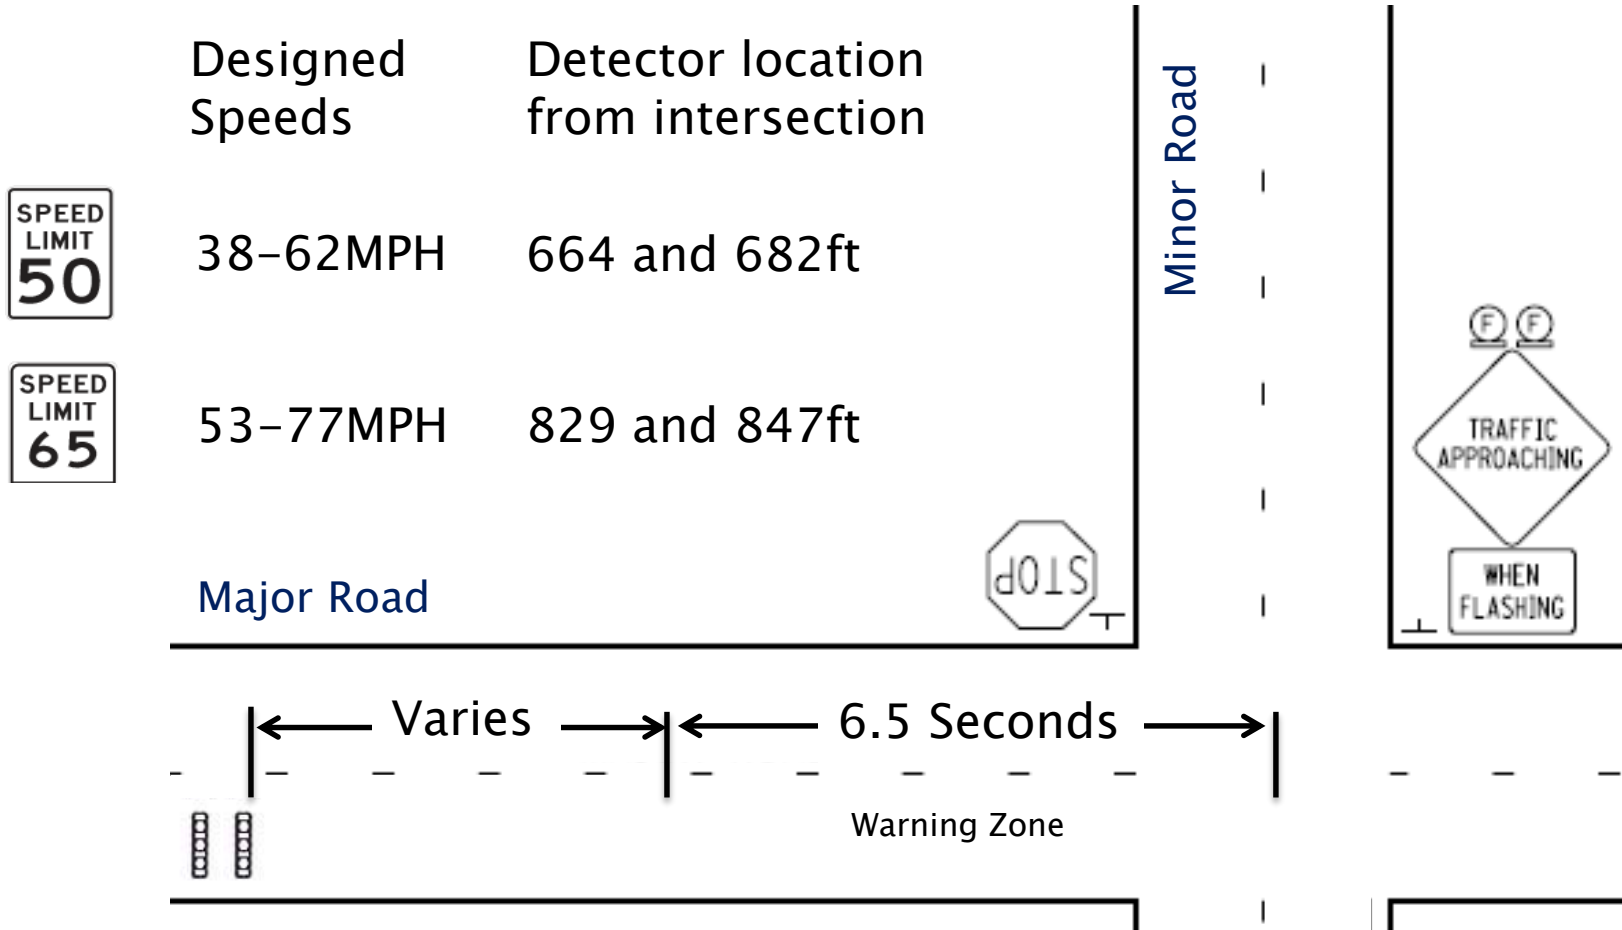 Designed Speeds
Detector location from intersection
Minor Road
SPEED
LIMIT
50
38-62MPH
664 and 682ft
SPEED
LIMIT
65
53-77MPH
829 and 847ft
F F
TRAFFIC
APPROACHING
WHEN
FLASHING
STOP
Major Road
Varies
6.5 Seconds
Warning Zone